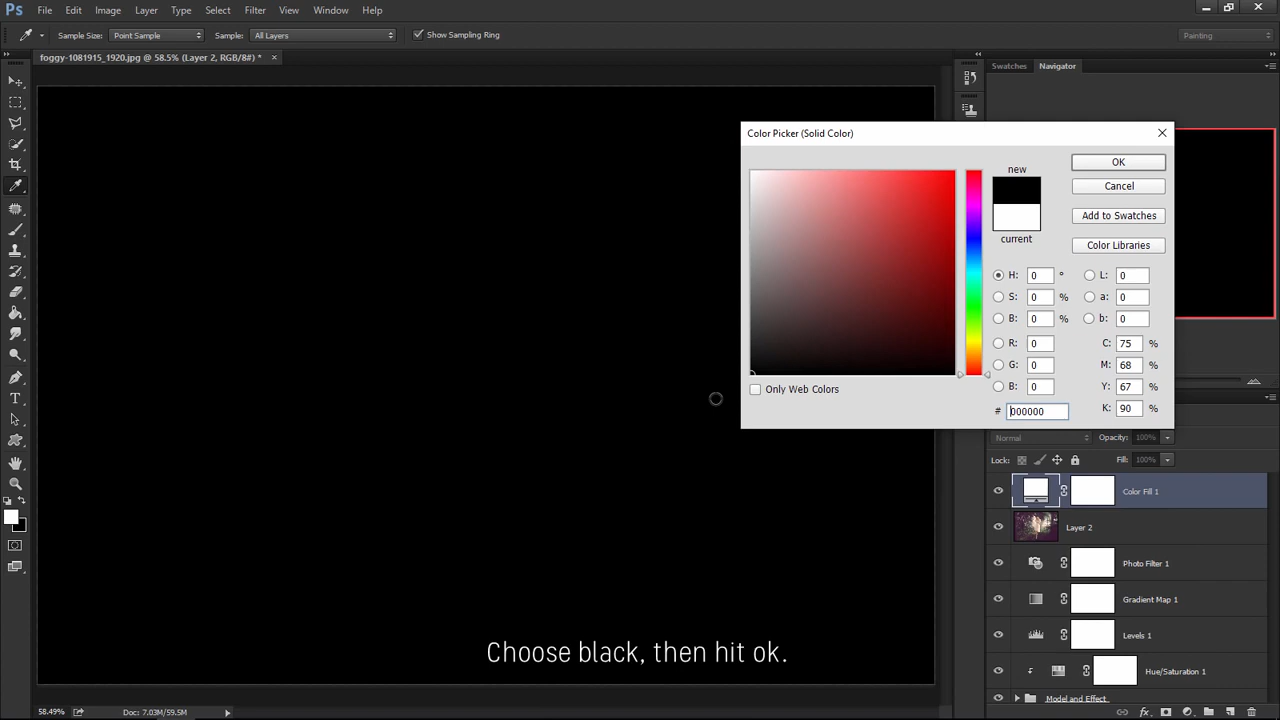 Ps File Edit Image Layer Type Select Filter View Window Help
Sample Size: Point Sample Sample: All Layers Show Sampling Ring Painting
foggy-1081915_1920.jpg @ 58.5% (Layer 2, RGB/8#) *
Swatches Navigator
Color Picker (Solid Color)
new
OK
Cancel
Add to Swatches
current
Color Libraries
H: 0 ° L: 0
S: 0 % a: 0
B: 0 % b: 0
R: 0 C: 75 %
G: 0 M: 68 %
B: 0 Y: 67 %
Only Web Colors
# 000000 K: 90 %
Normal Opacity: 100%
Lock: Fill: 100%
Color Fill 1
Layer 2
Photo Filter 1
Gradient Map 1
Levels 1
Hue/Saturation 1
Model and Effect
Choose black, then hit ok.
58.49% Doc: 7.03M/59.5M
T
fx